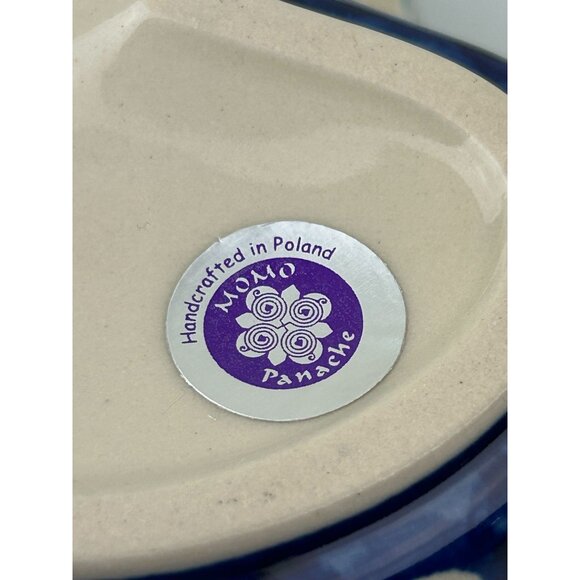 Handcrafted in Poland
MOMO
Panache